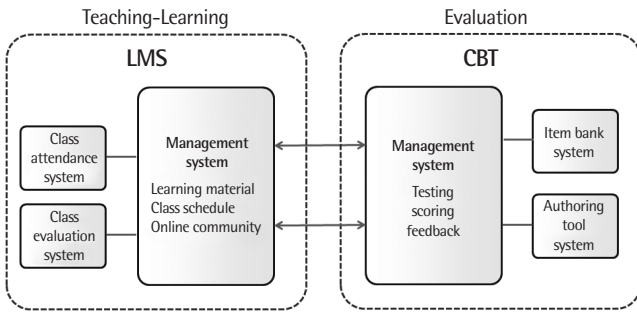 Teaching-Learning
LMS
Class
attendance
system
Class
evaluation
system
Management
system
Learning material
Class schedule
Online community
Evaluation
CBT
Management
system
Testing
scoring
feedback
Item bank
system
Authoring
tool
system